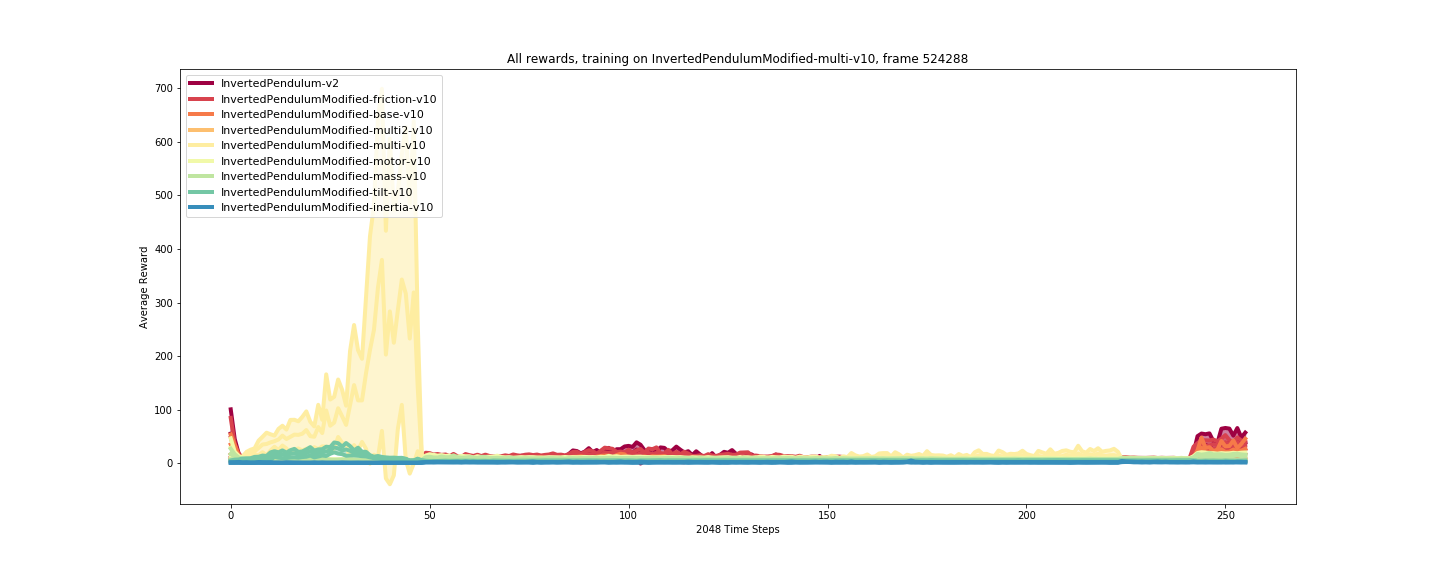 All rewards, training on InvertedPendulumModified-multi-v10, frame 524288
InvertedPendulum-v2
InvertedPendulumModified-friction-v10
InvertedPendulumModified-base-v10
InvertedPendulumModified-multi2-v10
InvertedPendulumModified-multi-v10
InvertedPendulumModified-motor-v10
InvertedPendulumModified-mass-v10
InvertedPendulumModified-tilt-v10
InvertedPendulumModified-inertia-v10
700
600
500
400
300
200
100
0
Average Reward
0 50 100 150 200 250
2048 Time Steps